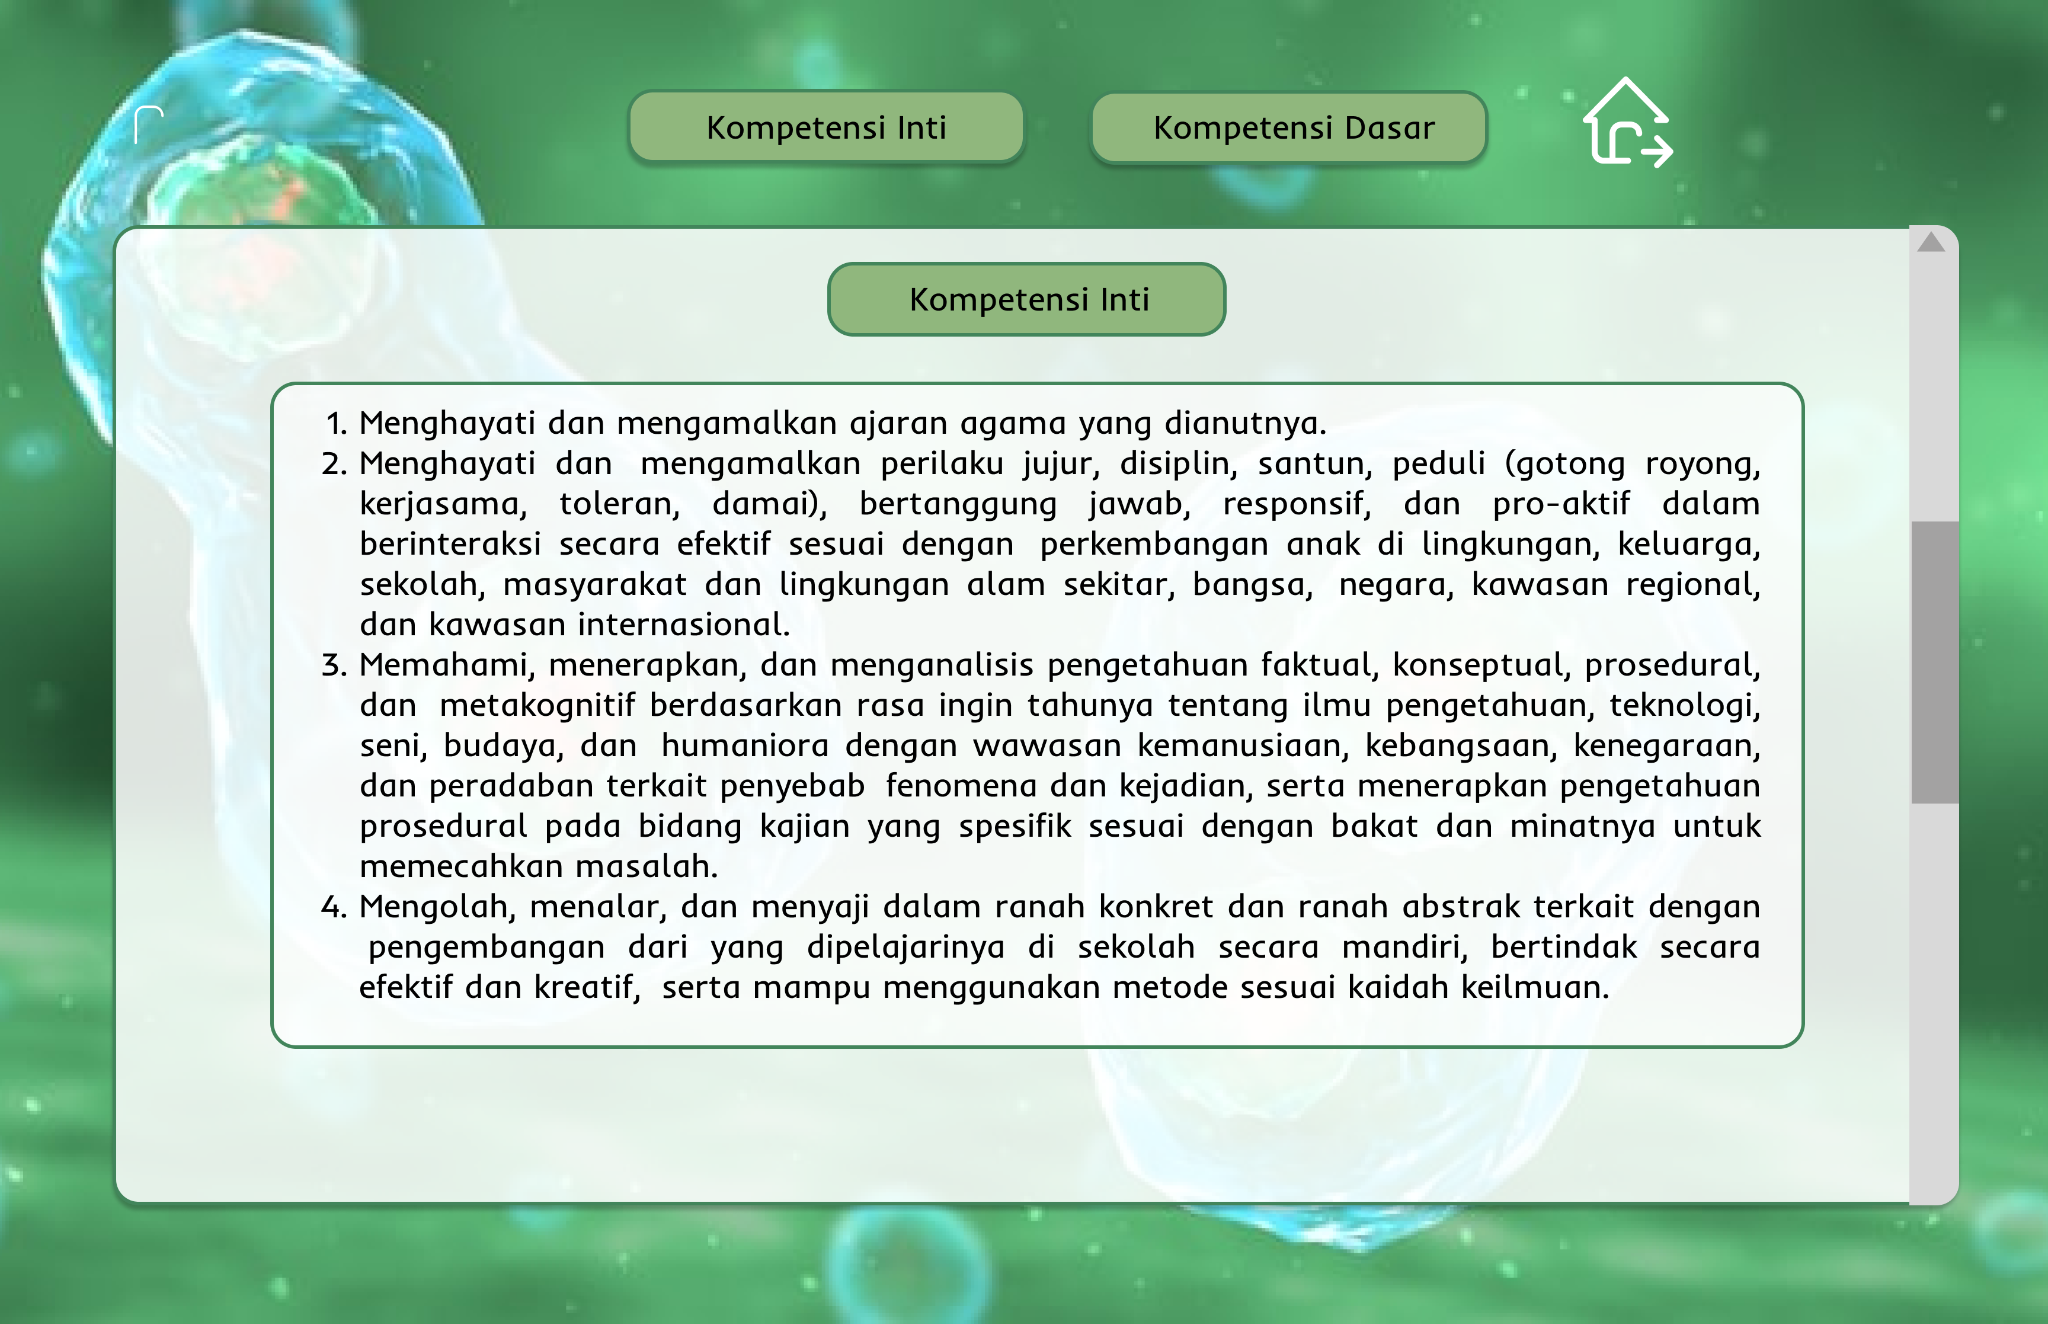 Kompetensi Inti
Kompetensi Dasar
Kompetensi Inti
1. Menghayati dan mengamalkan ajaran agama yang dianutnya.
2. Menghayati dan mengamalkan perilaku jujur, disiplin, santun, peduli (gotong royong,
kerjasama, toleran, damai), bertanggung jawab, responsif, dan pro-aktif dalam
berinteraksi secara efektif sesuai dengan perkembangan anak di lingkungan, keluarga,
sekolah, masyarakat dan lingkungan alam sekitar, bangsa, negara, kawasan regional,
dan kawasan internasional.
3. Memahami, menerapkan, dan menganalisis pengetahuan faktual, konseptual, prosedural,
dan metakognitif berdasarkan rasa ingin tahunya tentang ilmu pengetahuan, teknologi,
seni, budaya, dan humaniora dengan wawasan kemanusiaan, kebangsaan, kenegaraan,
dan peradaban terkait penyebab fenomena dan kejadian, serta menerapkan pengetahuan
prosedural pada bidang kajian yang spesifik sesuai dengan bakat dan minatnya untuk
memecahkan masalah.
4. Mengolah, menalar, dan menyaji dalam ranah konkret dan ranah abstrak terkait dengan
pengembangan dari yang dipelajarinya di sekolah secara mandiri, bertindak secara
efektif dan kreatif, serta mampu menggunakan metode sesuai kaidah keilmuan.